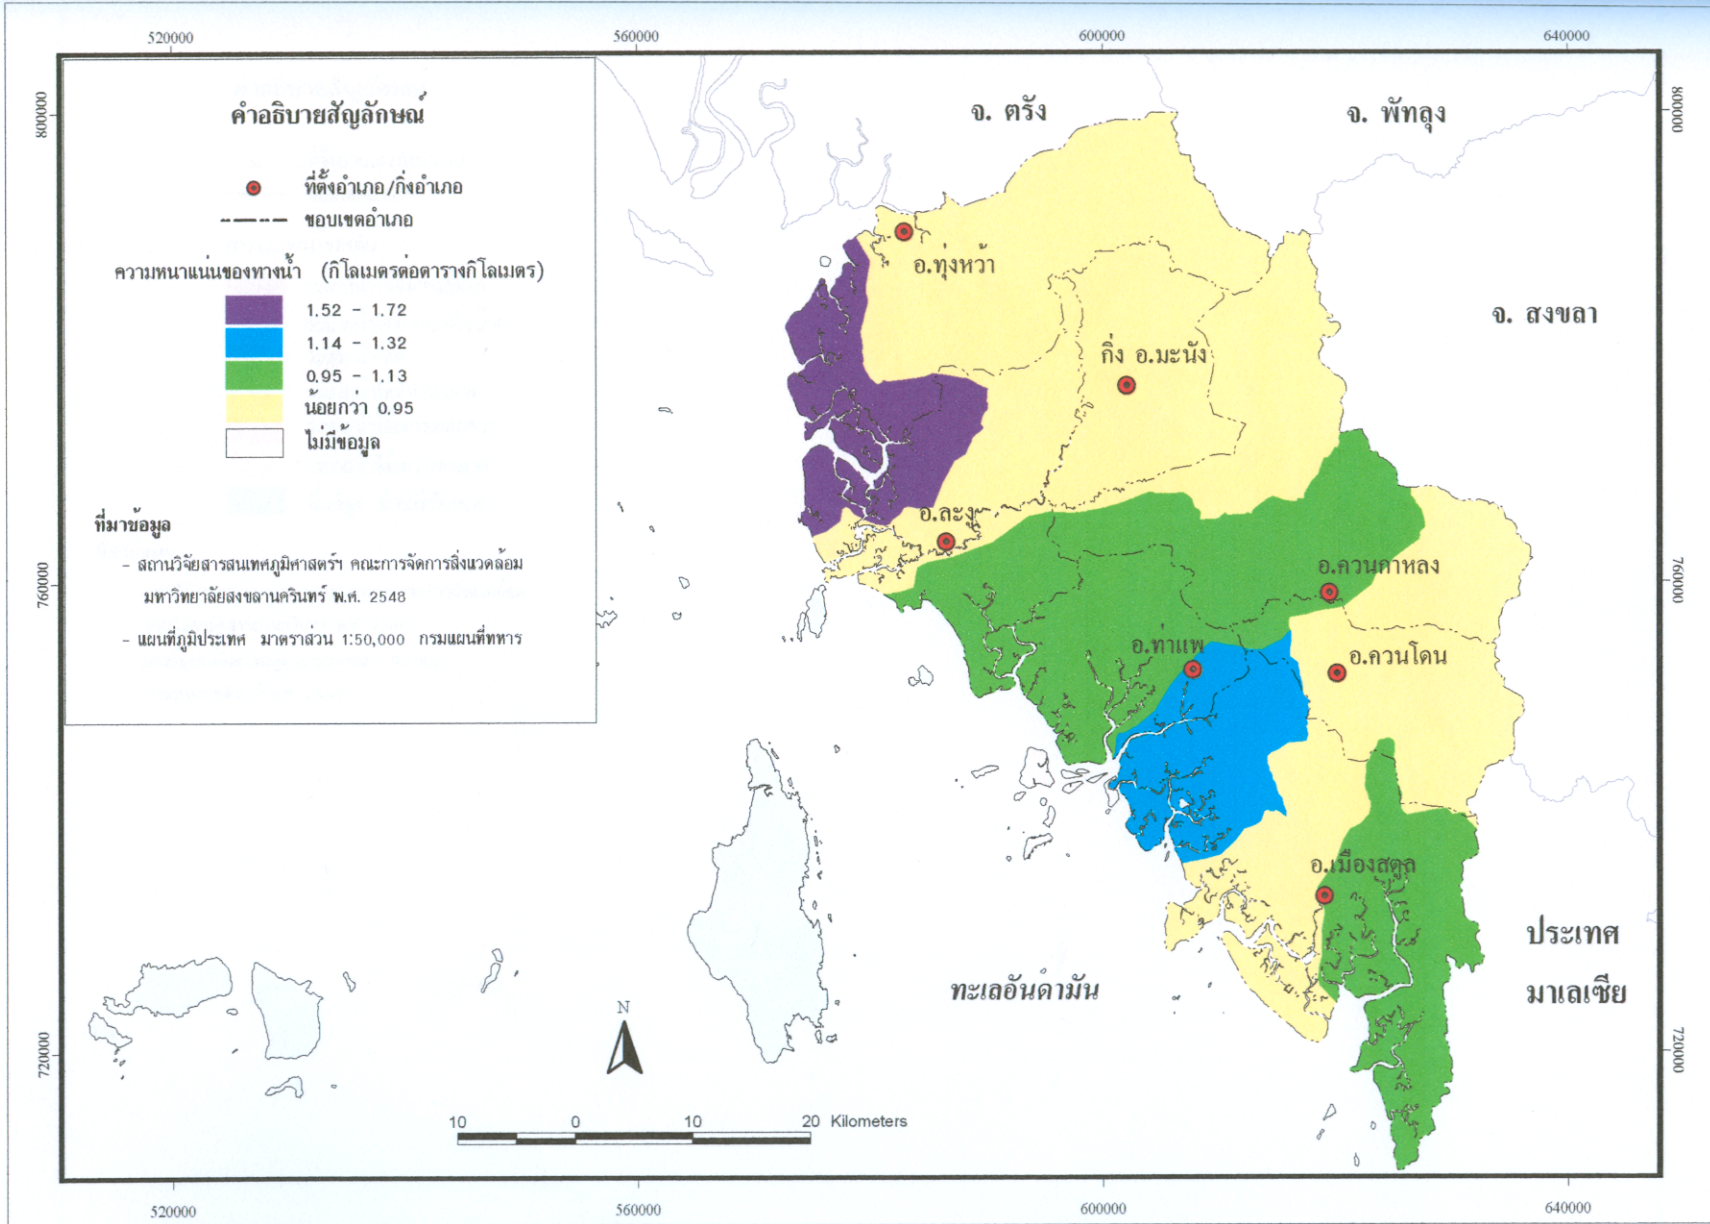 520000 560000 600000 640000
800000
760000
720000
800000
760000
720000
คำอธิบายสัญลักษณ์
ที่ตั้งอำเภอ/กิ่งอำเภอ
ขอบเขตอำเภอ
ความหนาแน่นของทางน้ำ (กิโลเมตรต่อตารางกิโลเมตร)
1.52 - 1.72
1.14 - 1.32
0.95 - 1.13
น้อยกว่า 0.95
ไม่มีข้อมูล
ที่มาข้อมูล
- สถานวิจัยสารสนเทศภูมิศาสตร์ฯ คณะการจัดการสิ่งแวดล้อม
มหาวิทยาลัยสงขลานครินทร์ พ.ศ. 2548
- แผนที่ภูมิประเทศ มาตราส่วน 1:50,000 กรมแผนที่ทหาร
จ. ตรัง
จ. พัทลุง
อ.ทุ่งหว้า
จ. สงขลา
กิ่ง อ.มะนัง
อ.ละงู
อ.ควนกาหลง
อ.ท่าแพ
อ.ควนโดน
อ.เมืองสตูล
ประเทศ
มาเลเซีย
ทะเลอันดามัน
N
10 0 10 20 Kilometers
520000 560000 600000 640000